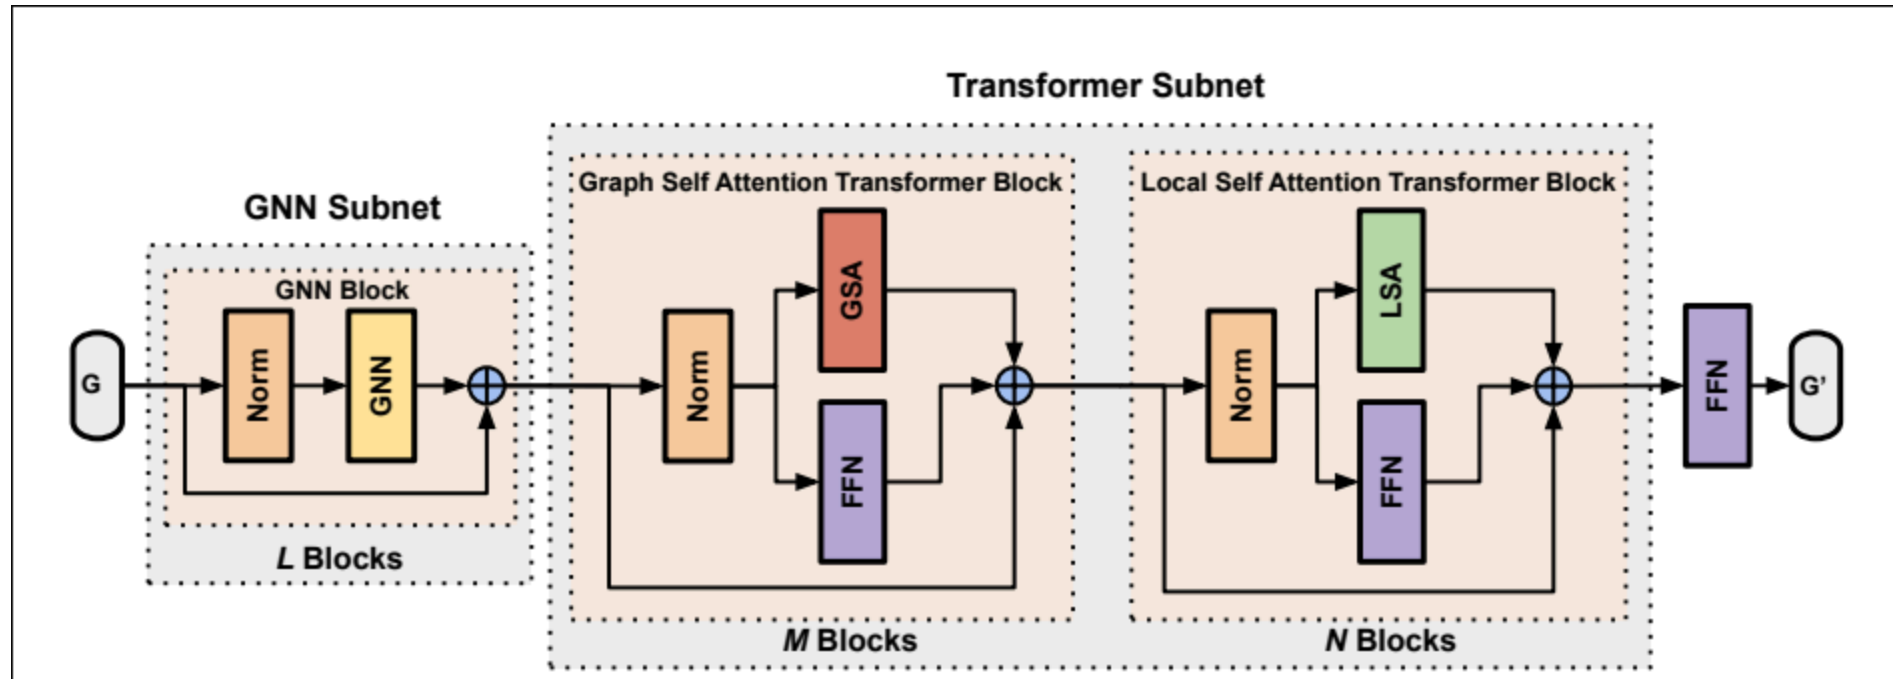 Transformer Subnet
Graph Self Attention Transformer Block
Local Self Attention Transformer Block
GNN Subnet
GNN Block
G
Norm
GNN
L Blocks
Norm
GSA
FFN
M Blocks
Norm
LSA
FFN
N Blocks
FFN
G’